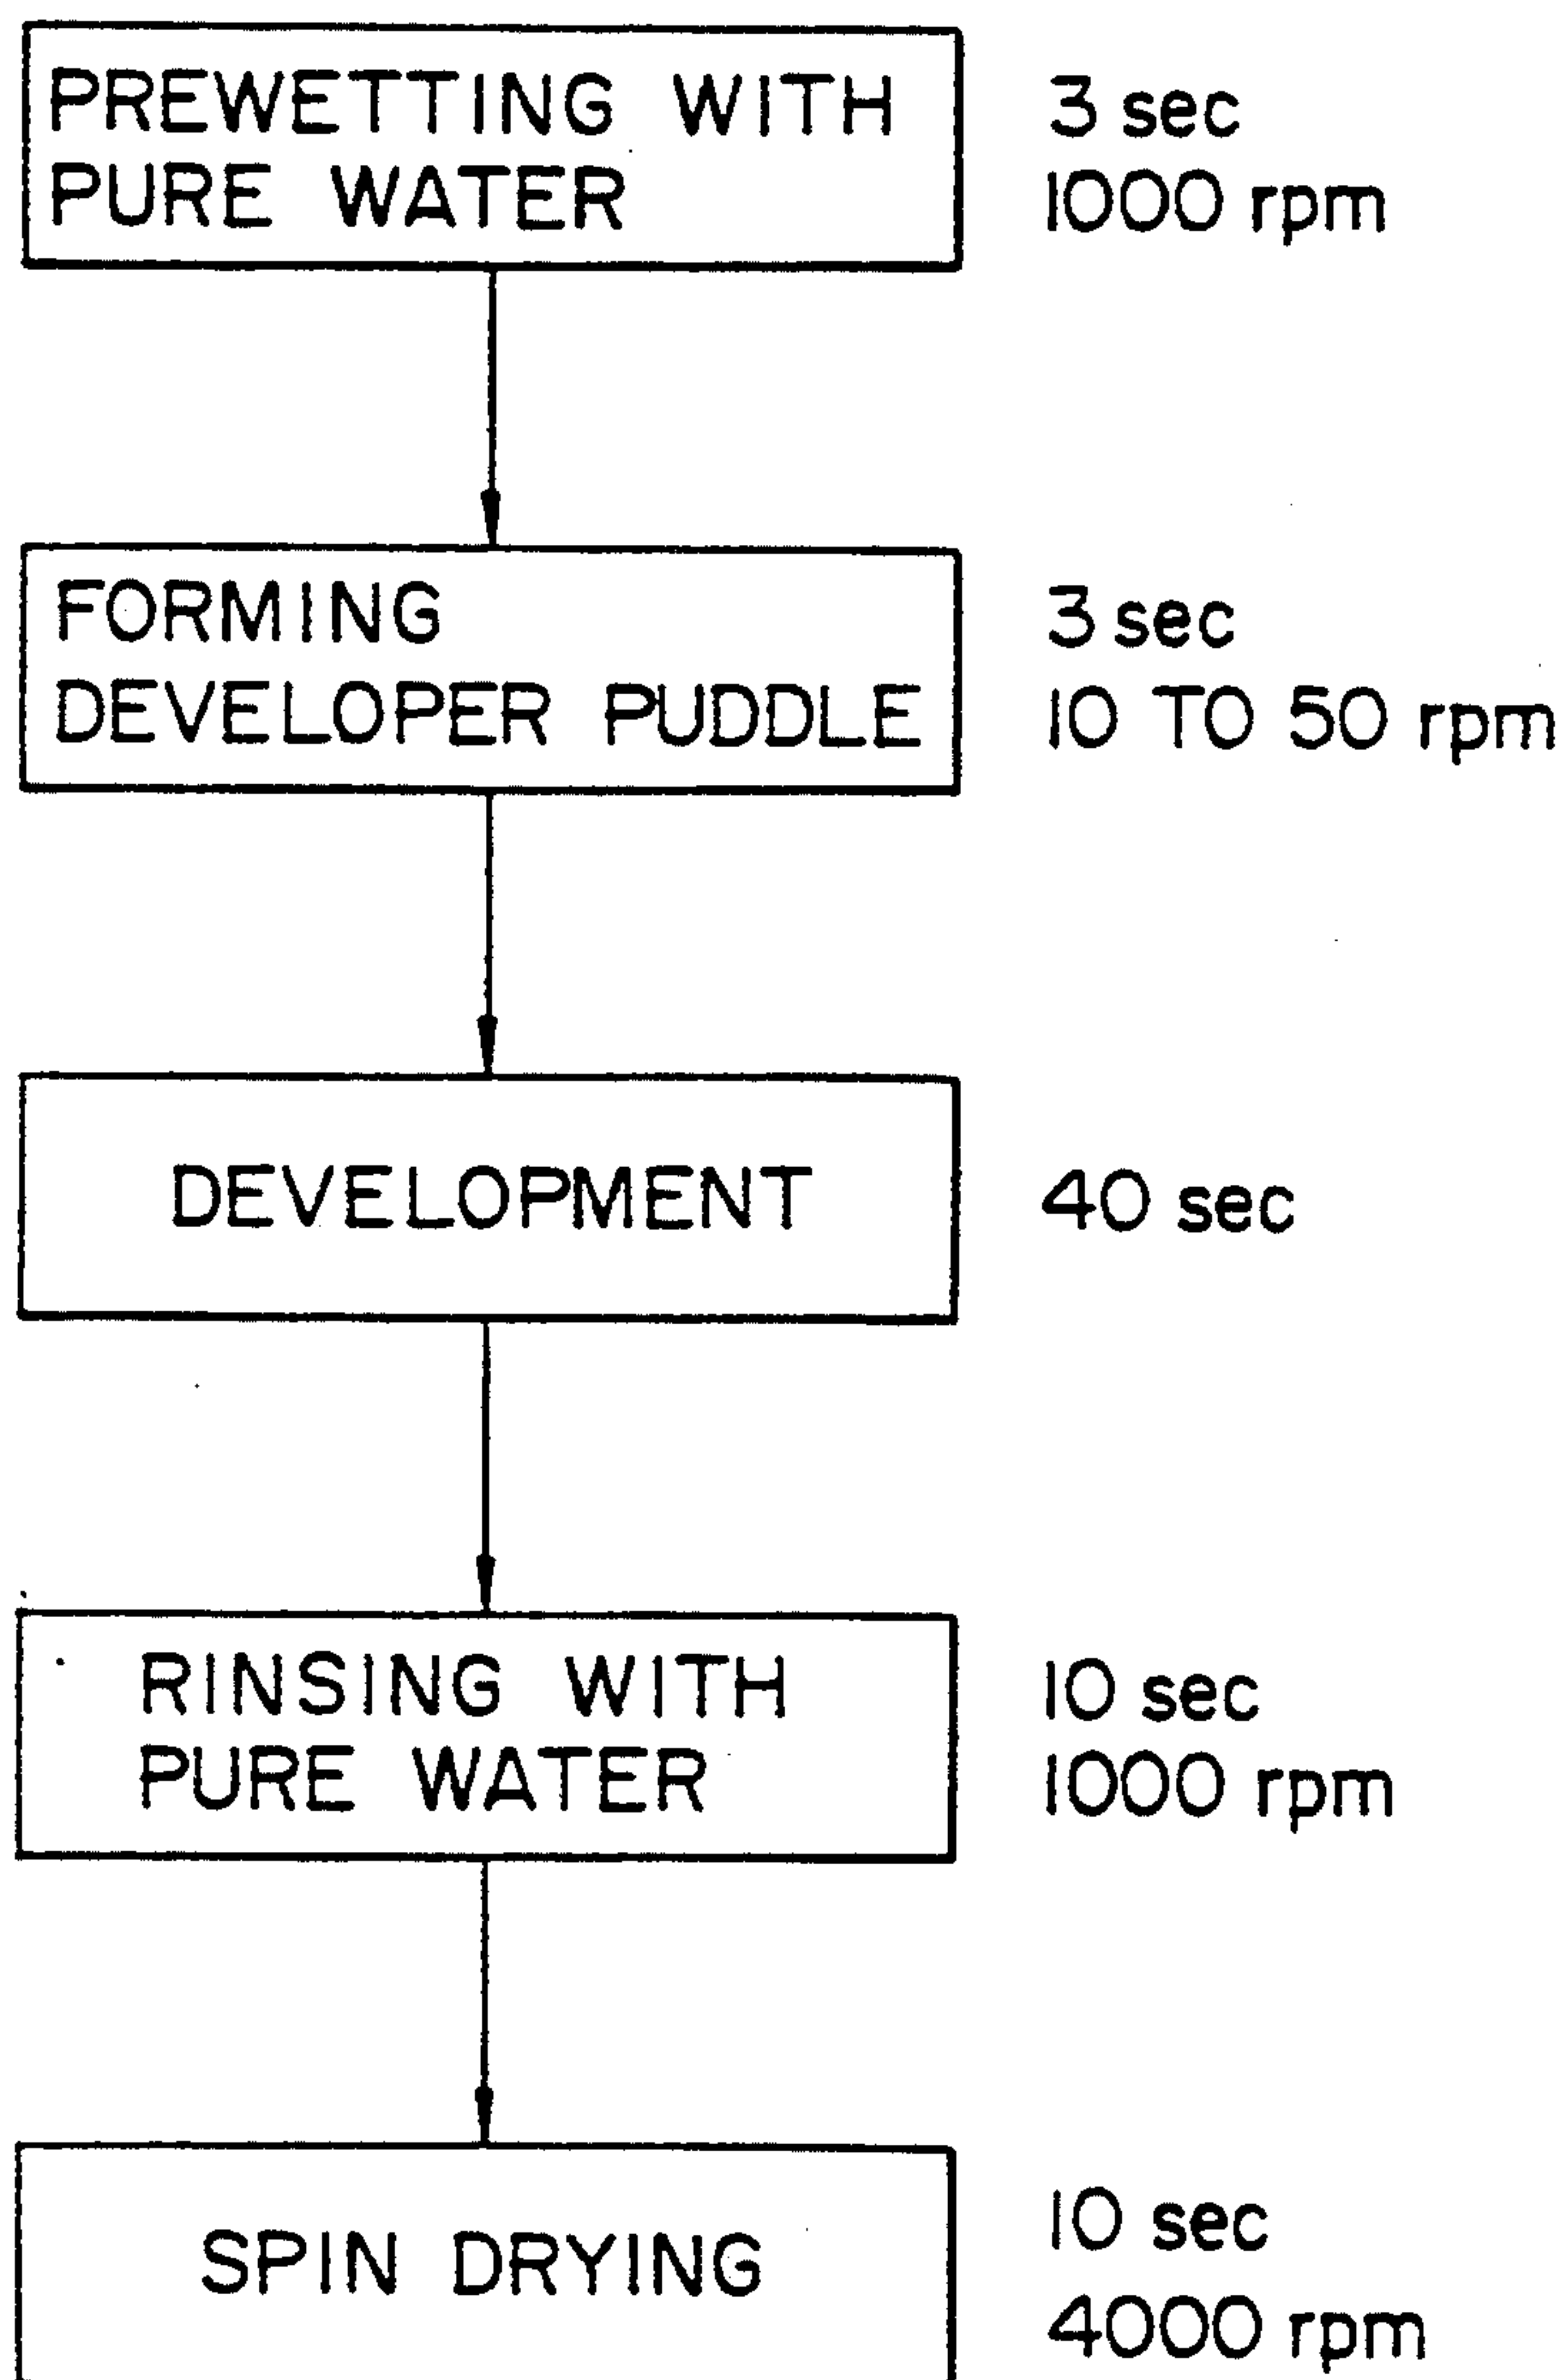 PREWETTING WITH
PURE WATER
3 sec
1000 rpm
FORMING
DEVELOPER PUDDLE
3 sec
10 TO 50 rpm
DEVELOPMENT
40 sec
RINSING WITH
PURE WATER
10 sec
1000 rpm
SPIN DRYING
10 sec
4000 rpm